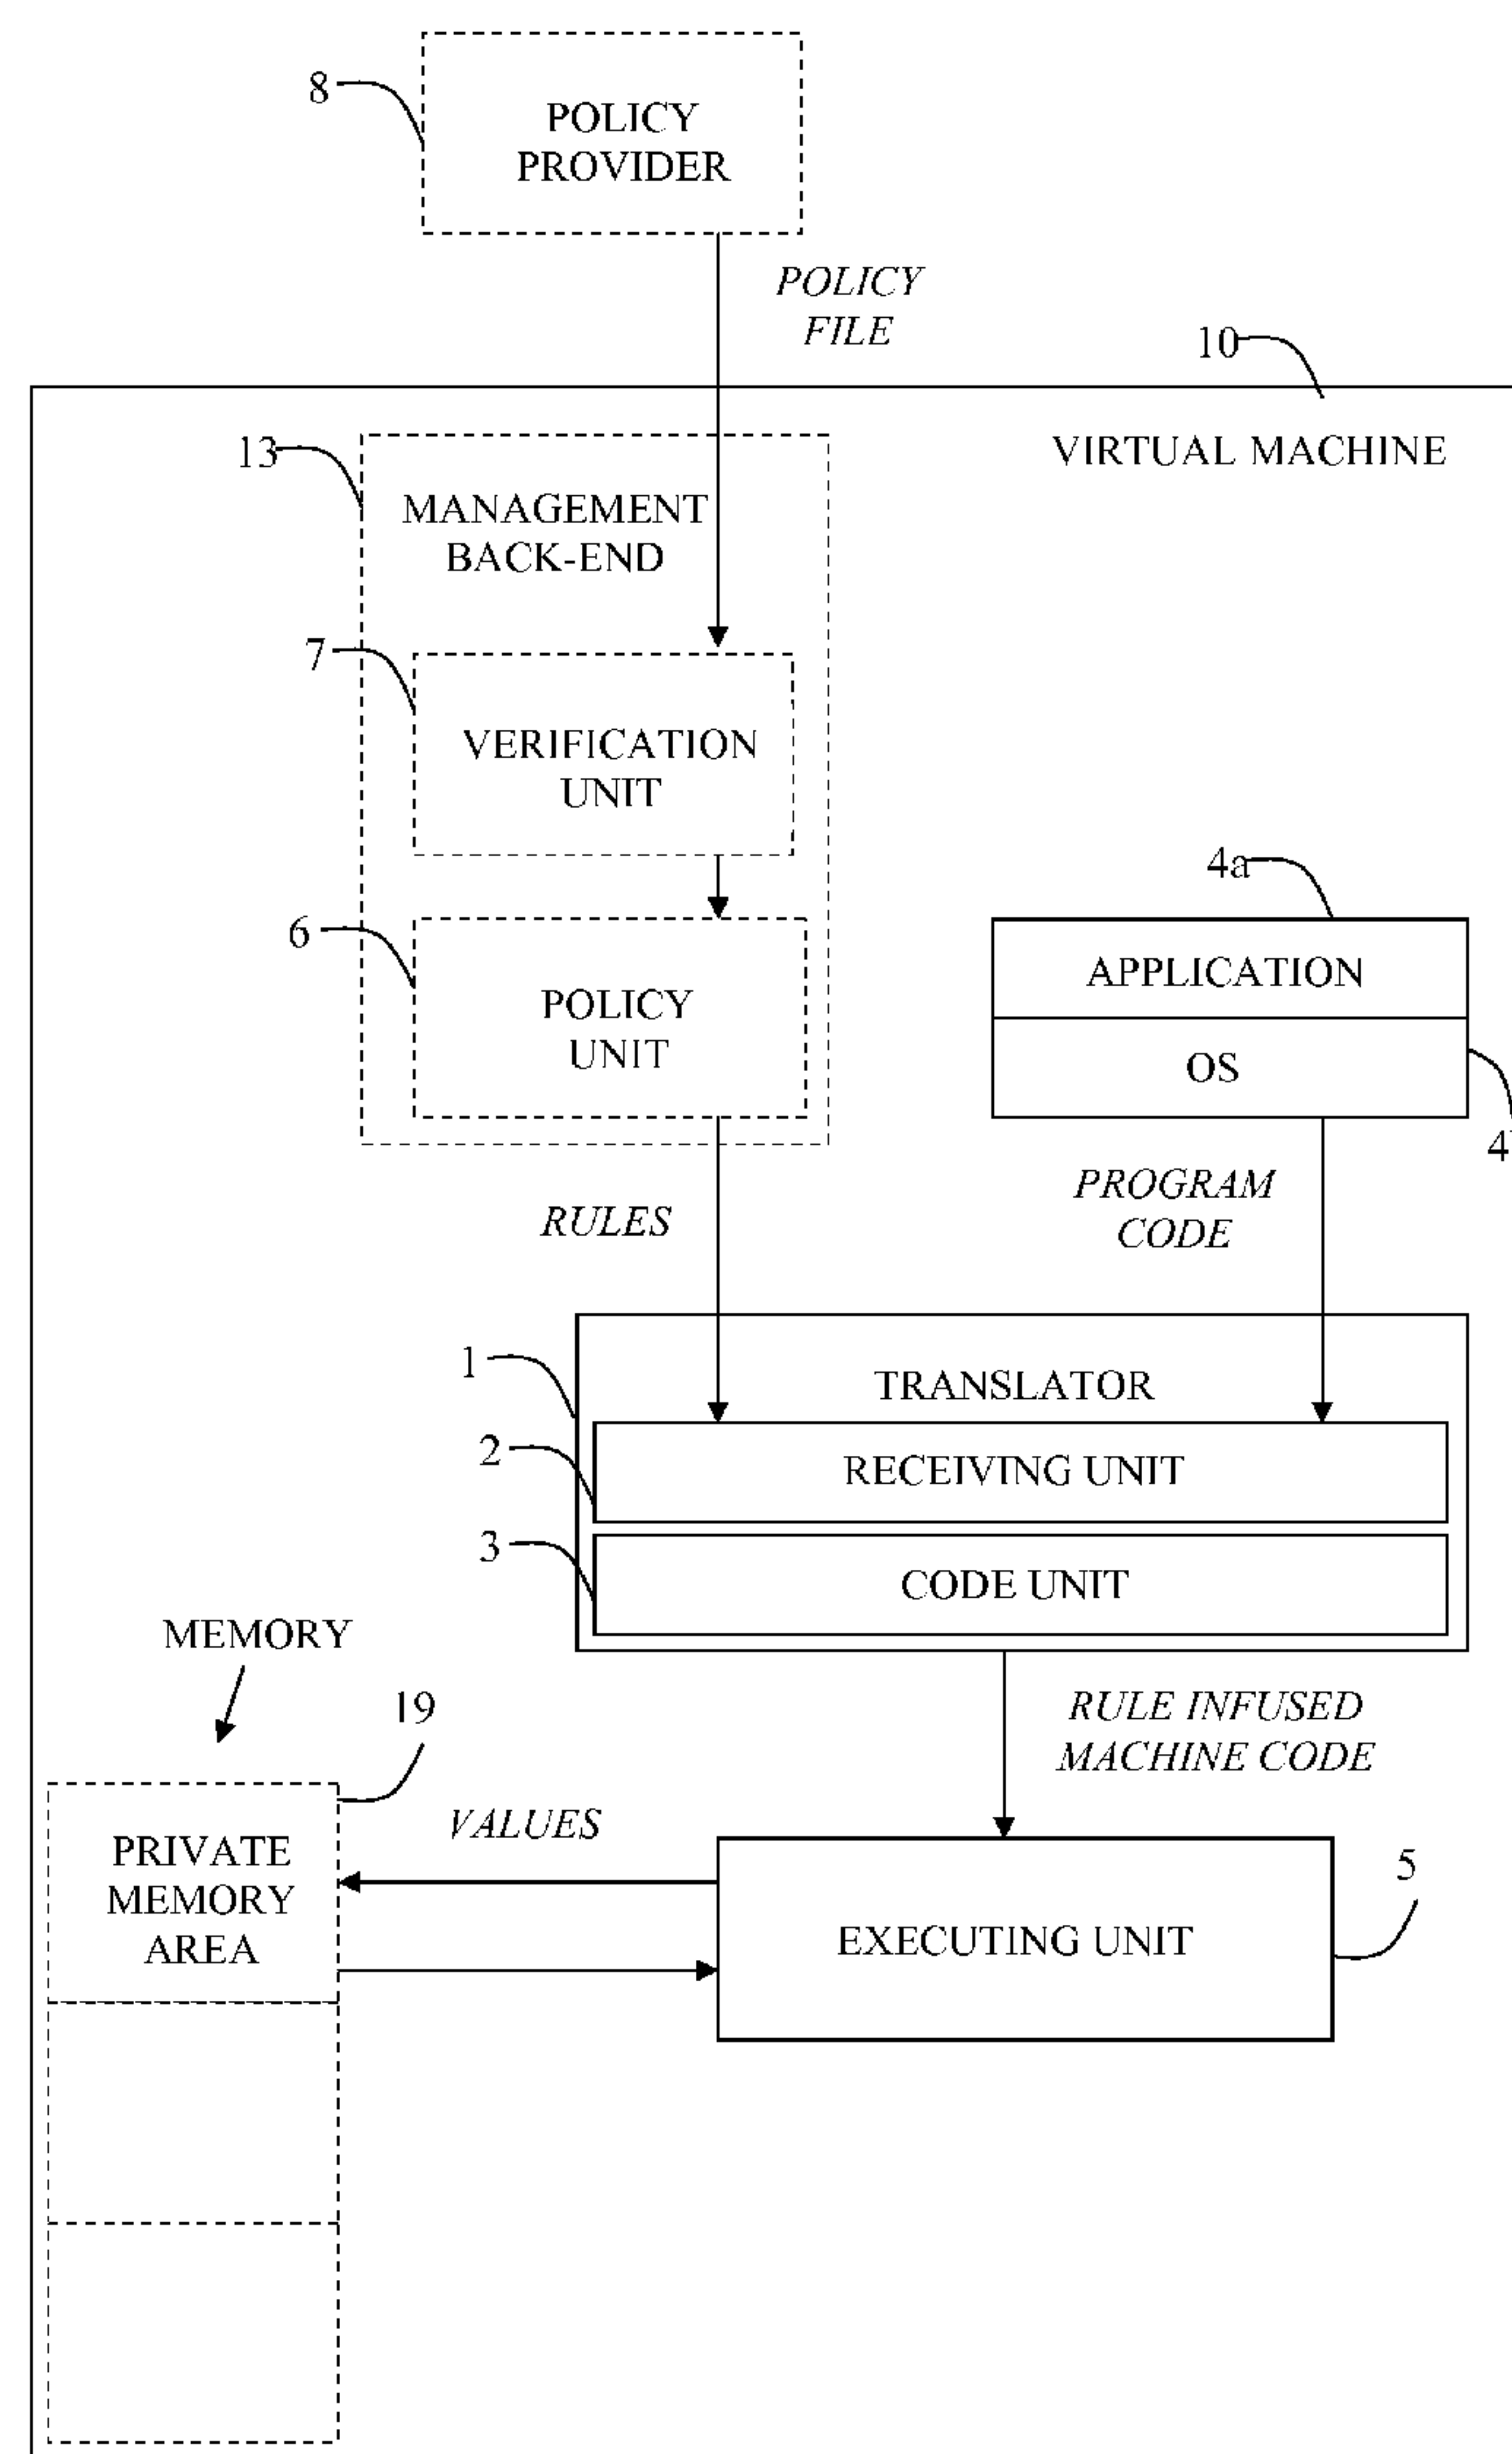 8
POLICY
PROVIDER
POLICY
FILE
10
VIRTUAL MACHINE
13
MANAGEMENT
BACK-END
7
VERIFICATION
UNIT
4a
6
APPLICATION
POLICY
UNIT
OS
4
PROGRAM
CODE
RULES
1
TRANSLATOR
2
RECEIVING UNIT
3
CODE UNIT
MEMORY
19
RULE INFUSED
MACHINE CODE
VALUES
PRIVATE
MEMORY
AREA
5
EXECUTING UNIT